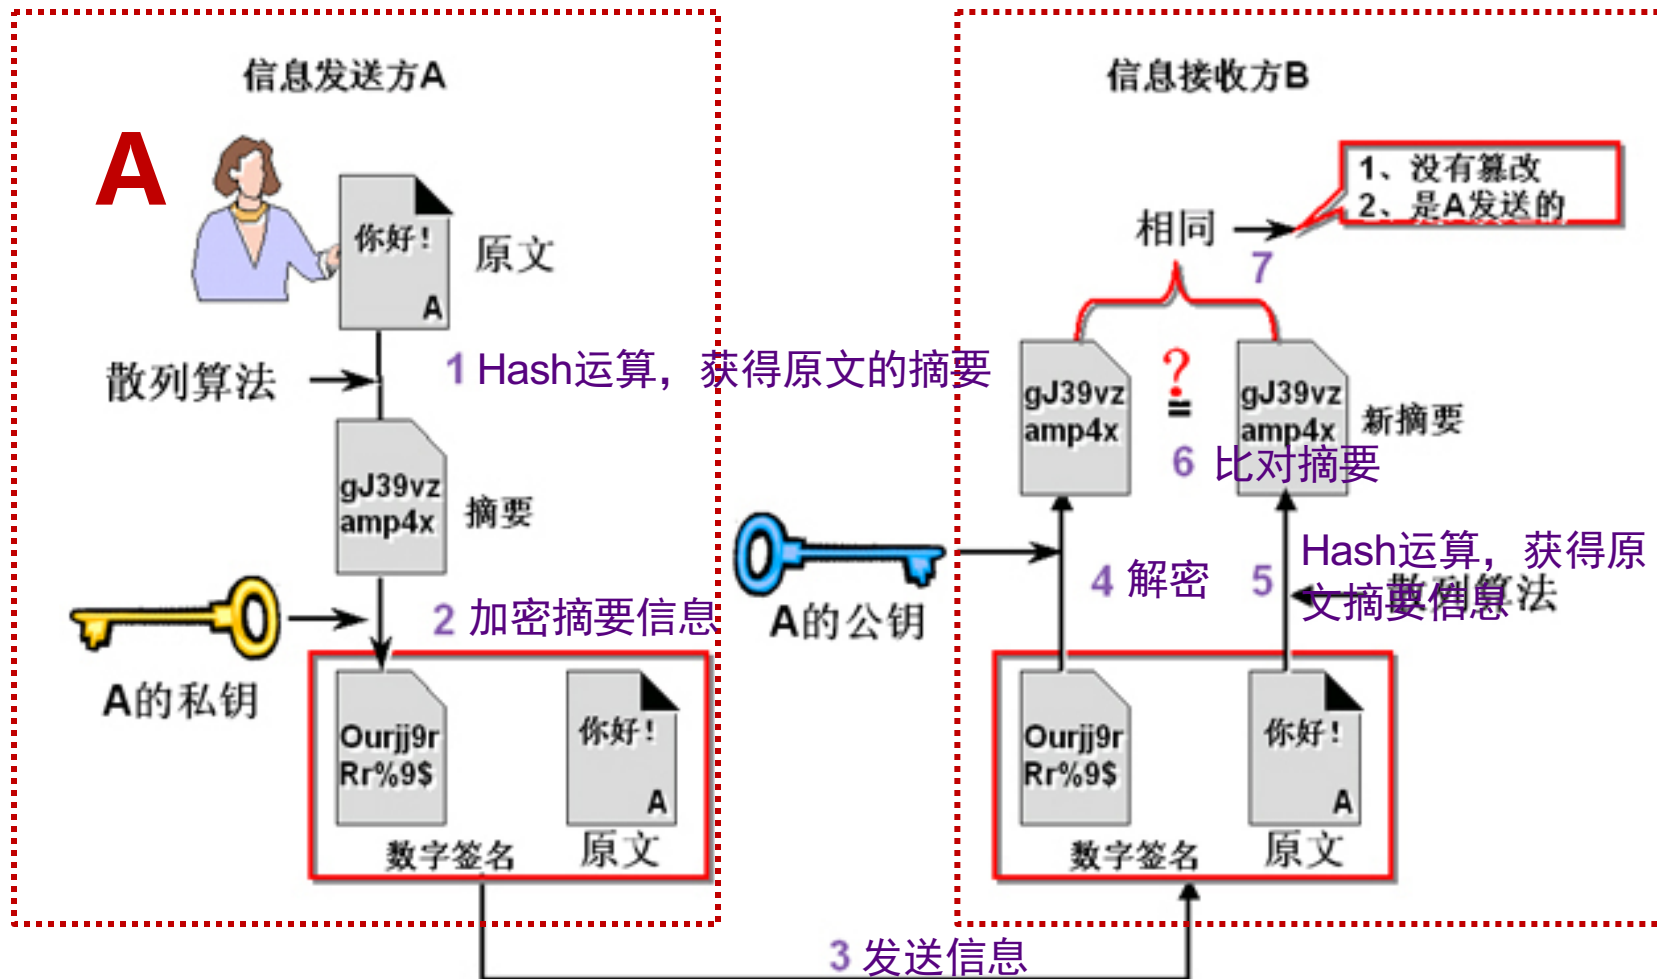 信息发送方A
A
你好!
A
原文
散列算法
1 Hash运算，获得原文的摘要
gJ39vz
amp4x
摘要
2 加密摘要信息
A的私钥
Ourjj9r
Rr%9$
数字签名
你好!
A
原文
3 发送信息
信息接收方B
1、没有篡改
2、是A发送的
相同
7
gJ39vz
amp4x
?
=
gJ39vz
amp4x
新摘要
6 比对摘要
A的公钥
4 解密
5
Hash运算，获得原
文摘要信息
散列算法
Ourjj9r
Rr%9$
数字签名
你好!
A
原文